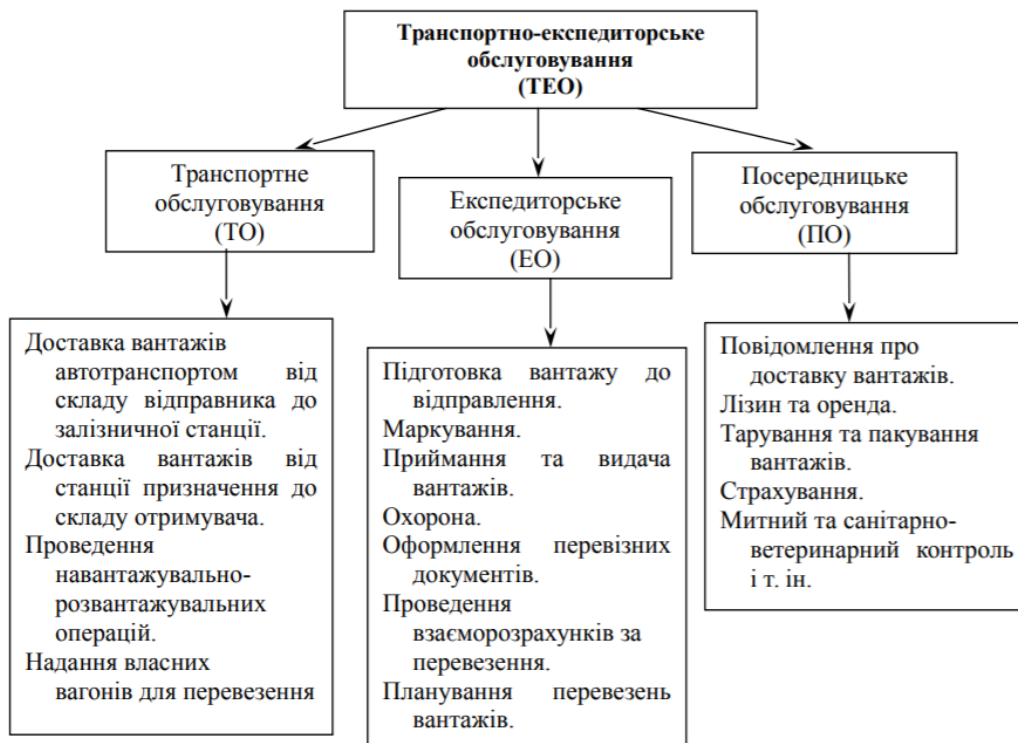 Транспортно-експедиторське
обслуговування
(ТЕО)
Транспортне
обслуговування
(ТО)
Експедиторське
обслуговування
(ЕО)
Посередницьке
обслуговування
(ПО)
Доставка вантажів
автотранспортом від
складу відправника до
залізничної станції.
Доставка вантажів від
станції призначення до
складу отримувача.
Проведення
навантажувально-
розвантажувальних
операцій.
Надання власних
вагонів для перевезення
Підготовка вантажу до
відправлення.
Маркування.
Приймання та видача
вантажів.
Охорона.
Оформлення перевізних
документів.
Проведення
взаєморозрахунків за
перевезення.
Планування перевезень
вантажів.
Повідомлення про
доставку вантажів.
Лізин та оренда.
Тарування та пакування
вантажів.
Страхування.
Митний та санітарно-
ветеринарний контроль
і т. ін.